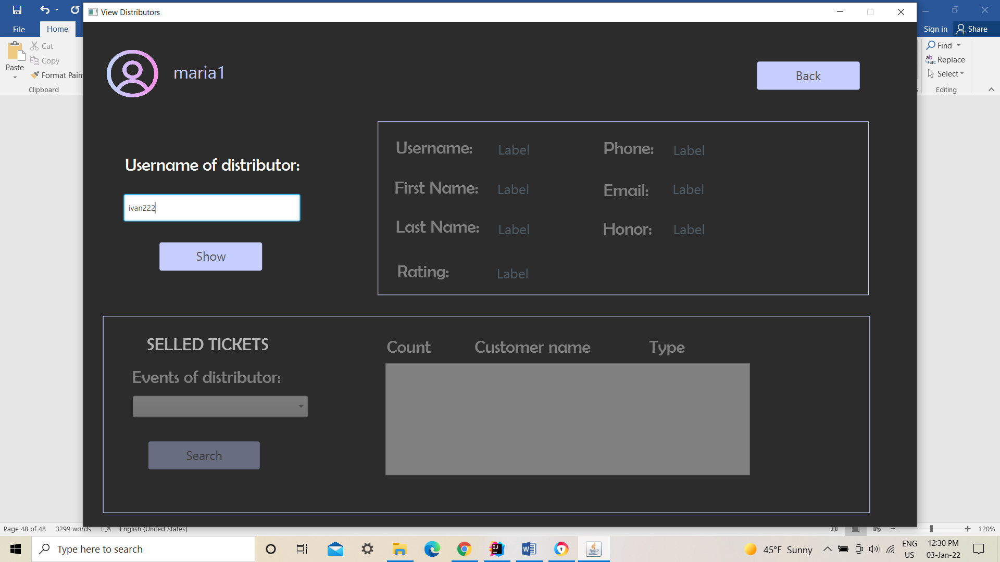 View Distributors
File
Home
Sign in
Share
Paste
Cut
Copy
Format Pain
Clipboard
Find
Replace
Select
Editing
maria1
Back
Username of distributor:
ivan222
Show
Username: Label
Phone: Label
First Name: Label
Email: Label
Last Name: Label
Honor: Label
Rating: Label
SELLED TICKETS
Events of distributor:
Search
Count
Customer name
Type
Page 48 of 48
3299 words
English (United States)
120%
Type here to search
45°F Sunny
ENG
US
12:30 PM
03-Jan-22